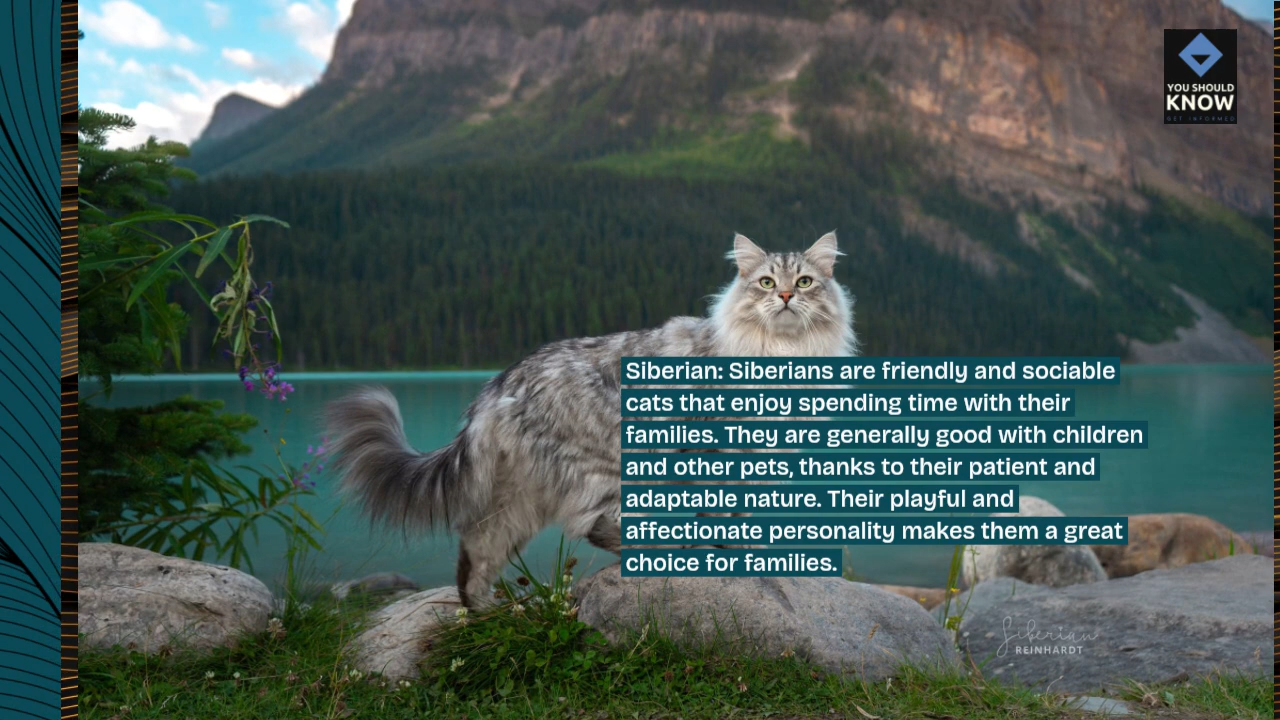 YOU SHOULD
KNOW
GET INFORMED
Siberian: Siberians are friendly and sociable
cats that enjoy spending time with their
families. They are generally good with children
and other pets, thanks to their patient and
adaptable nature. Their playful and
affectionate personality makes them a great
choice for families.
Siberian
REINHARDT